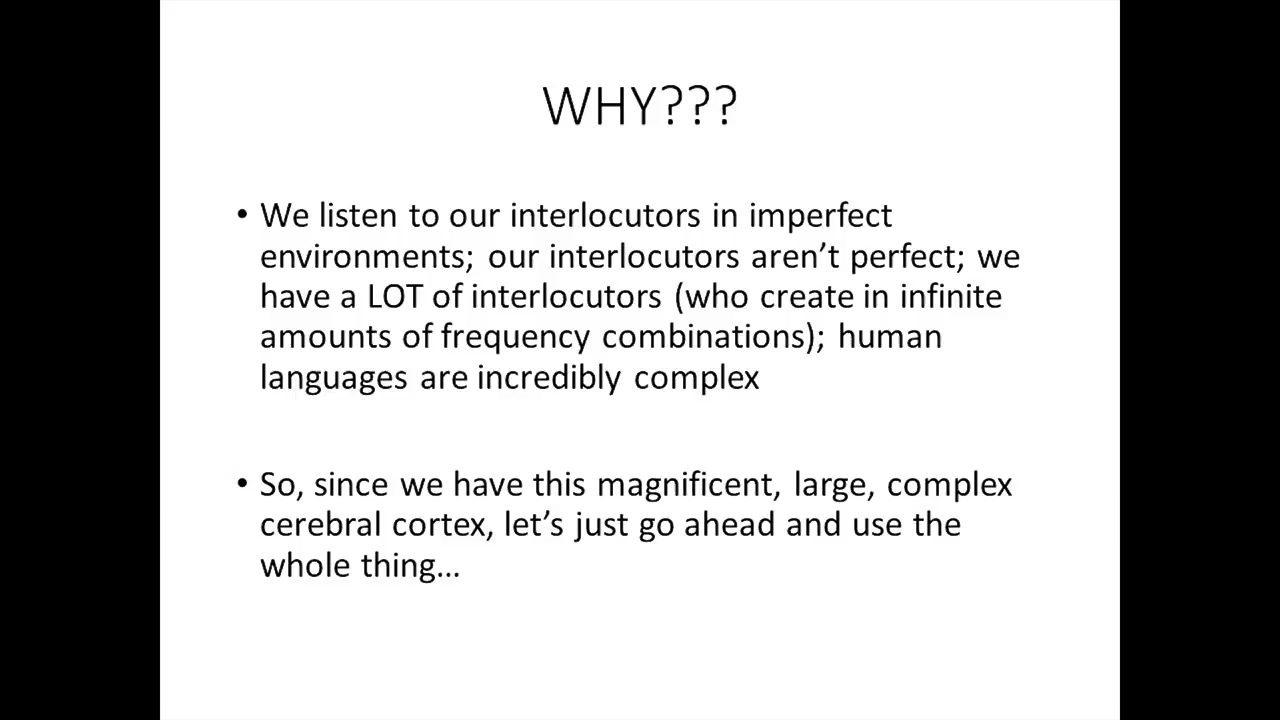 WHY???
• We listen to our interlocutors in imperfect
environments; our interlocutors aren’t perfect; we
have a LOT of interlocutors (who create in infinite
amounts of frequency combinations); human
languages are incredibly complex
• So, since we have this magnificent, large, complex
cerebral cortex, let’s just go ahead and use the
whole thing…